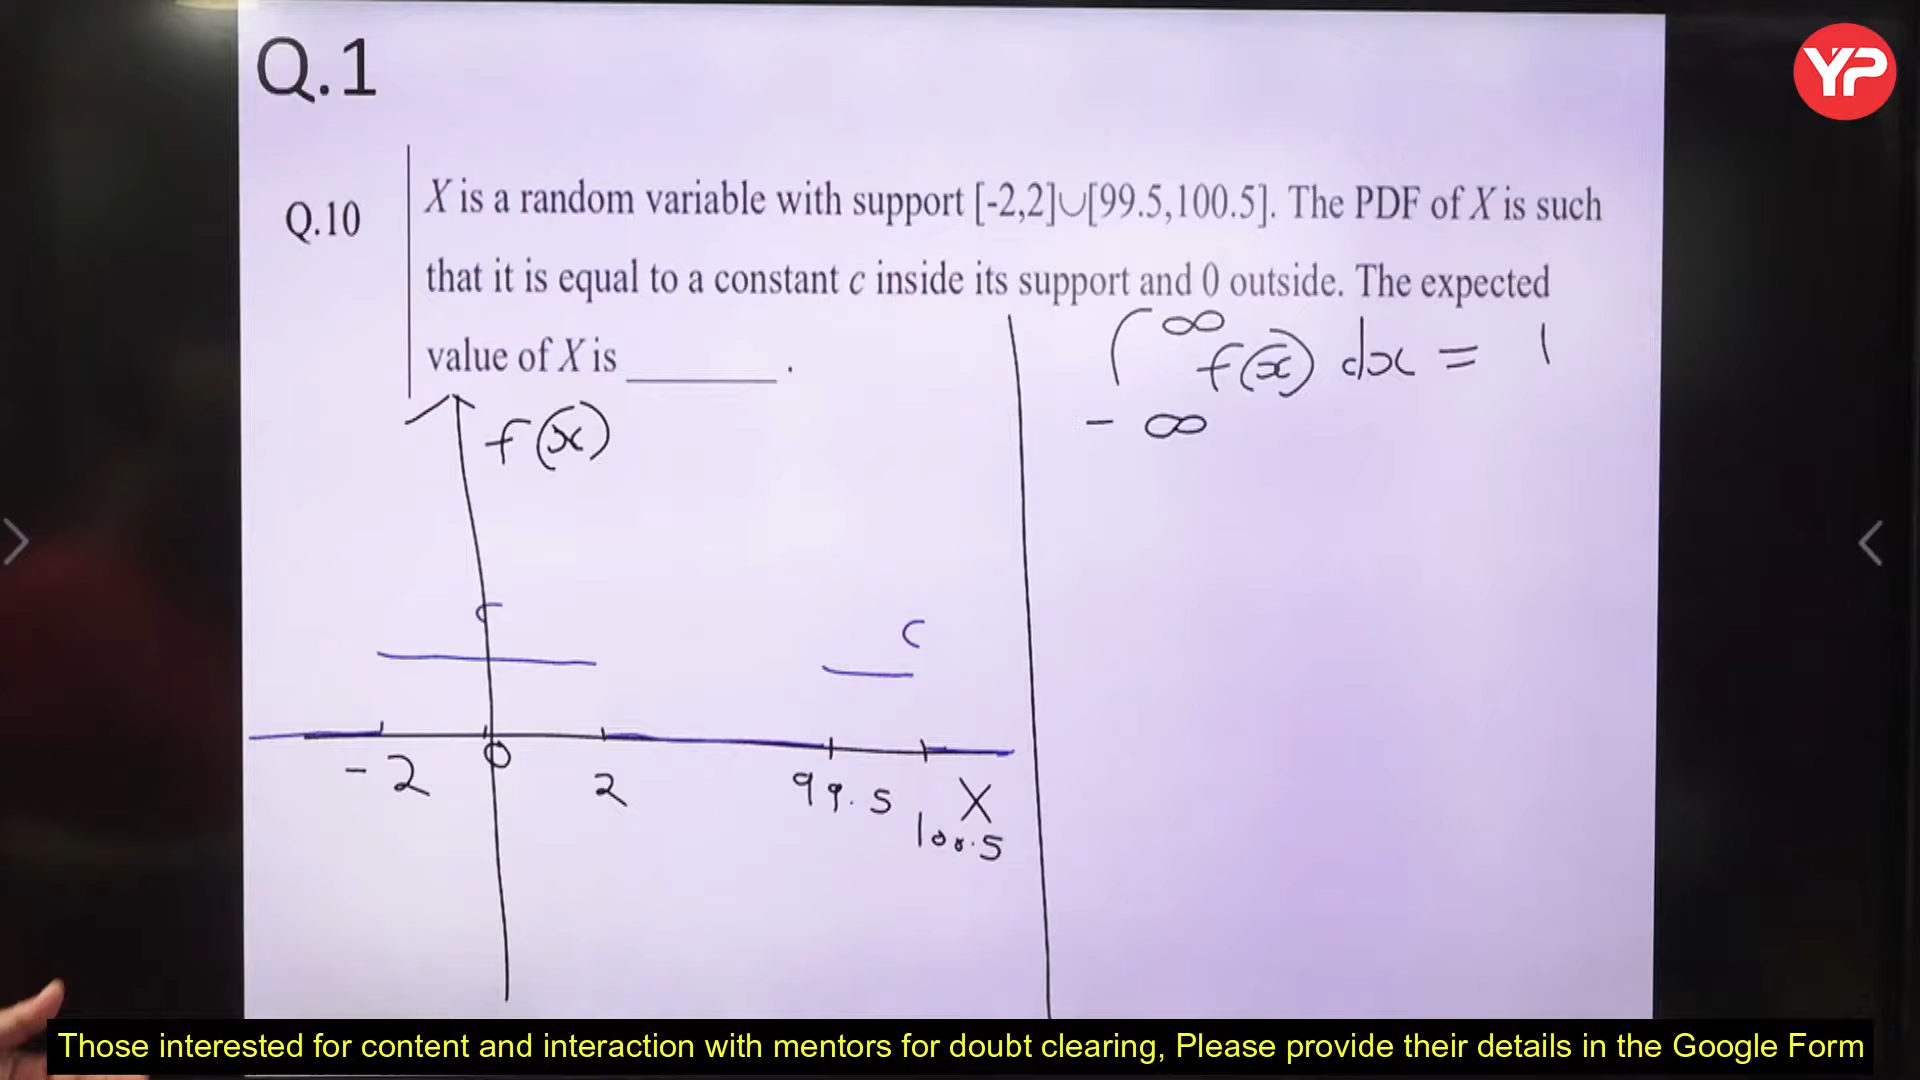 Q.1
YP
Q.10
X is a random variable with support [-2,2]∪[99.5,100.5]. The PDF of X is such
that it is equal to a constant c inside its support and 0 outside. The expected
value of X is ________ .
∫ ∞ f(x) dx = 1
- ∞
f(x)
c
c
-2 0 2 99.5 X
100.5
Those interested for content and interaction with mentors for doubt clearing, Please provide their details in the Google Form